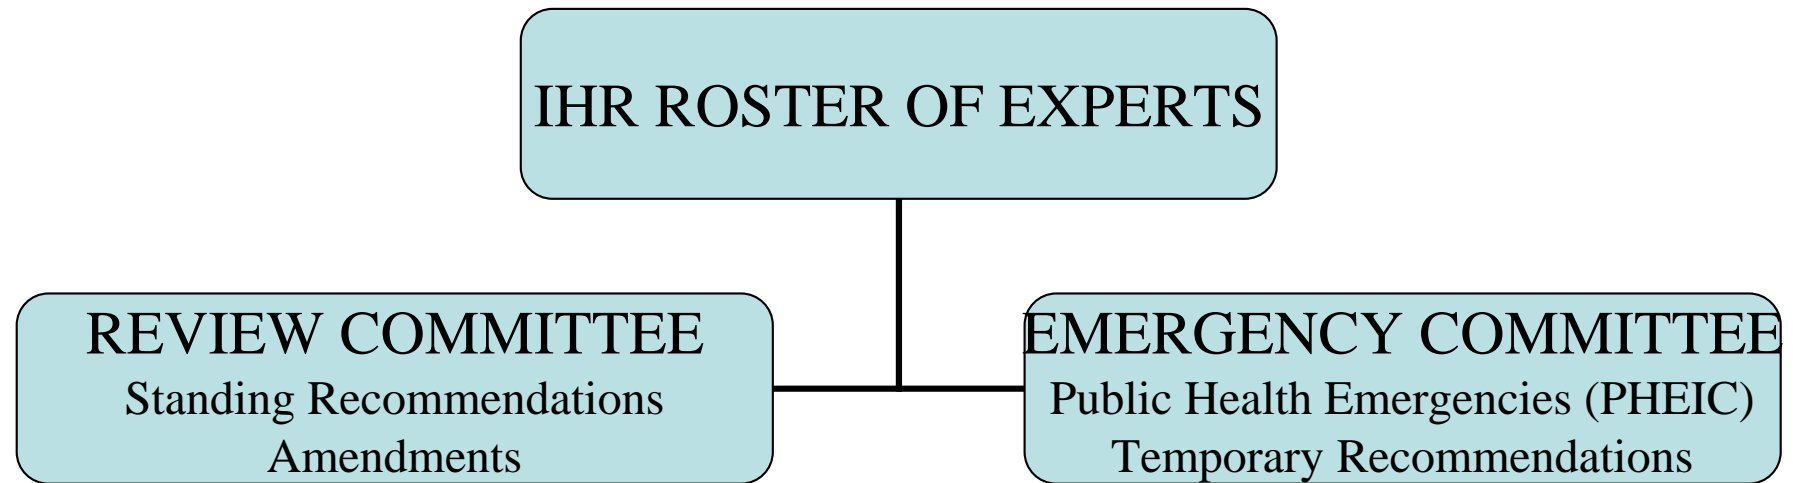 IHR ROSTER OF EXPERTS
REVIEW COMMITTEE
Standing Recommendations
Amendments
EMERGENCY COMMITTEE
Public Health Emergencies (PHEIC)
Temporary Recommendations